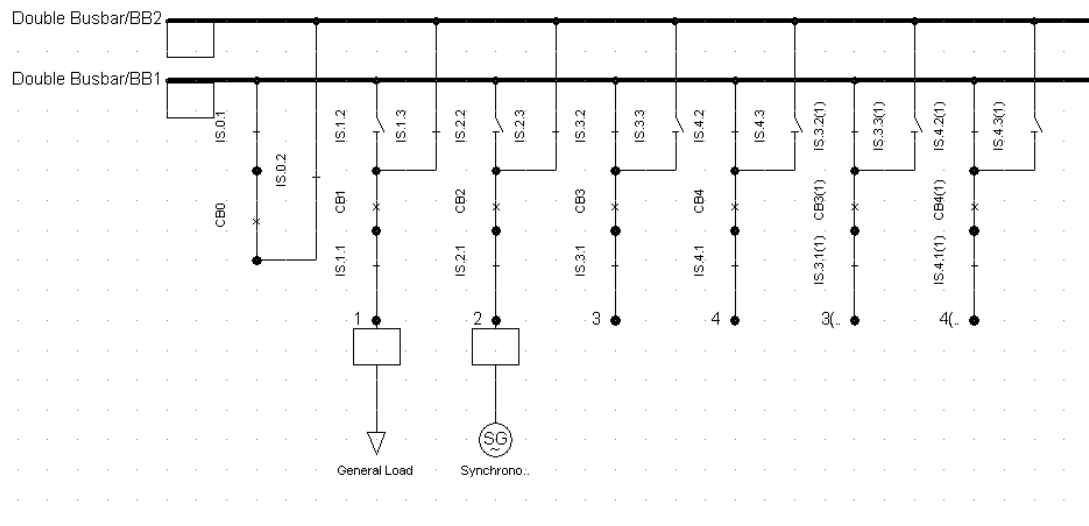 Double Busbar/BB2
Double Busbar/BB1
IS.0.1
IS.0.2
CB0
IS.1.2
IS.1.3
CB1
IS.1.1
1
General Load
IS.2.2
IS.2.3
CB2
IS.2.1
2
SG
~
Synchrono..
IS.3.2
IS.3.3
CB3
IS.3.1
3
IS.4.2
IS.4.3
CB4
IS.4.1
4
IS.3.2(1)
IS.3.3(1)
CB3(1)
IS.3.1(1)
3(..
IS.4.2(1)
IS.4.3(1)
CB4(1)
IS.4.1(1)
4(..